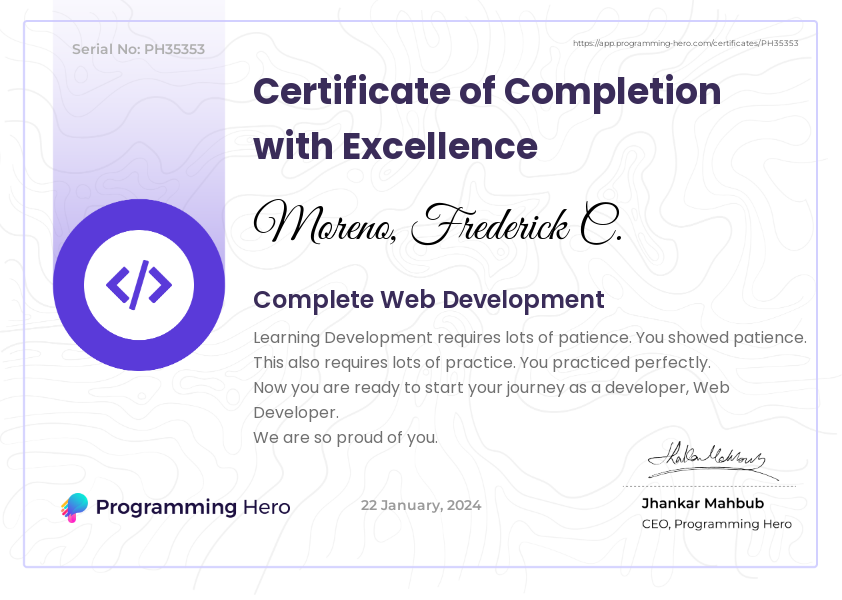 Serial No: PH35353
https://app.programming-hero.com/certificates/PH35353
Certificate of Completion
with Excellence
Moreno, Frederick C.
Complete Web Development
Learning Development requires lots of patience. You showed patience.
This also requires lots of practice. You practiced perfectly.
Now you are ready to start your journey as a developer, Web
Developer.
We are so proud of you.
Programming Hero
22 January, 2024
Jhankar Mahbub
CEO, Programming Hero